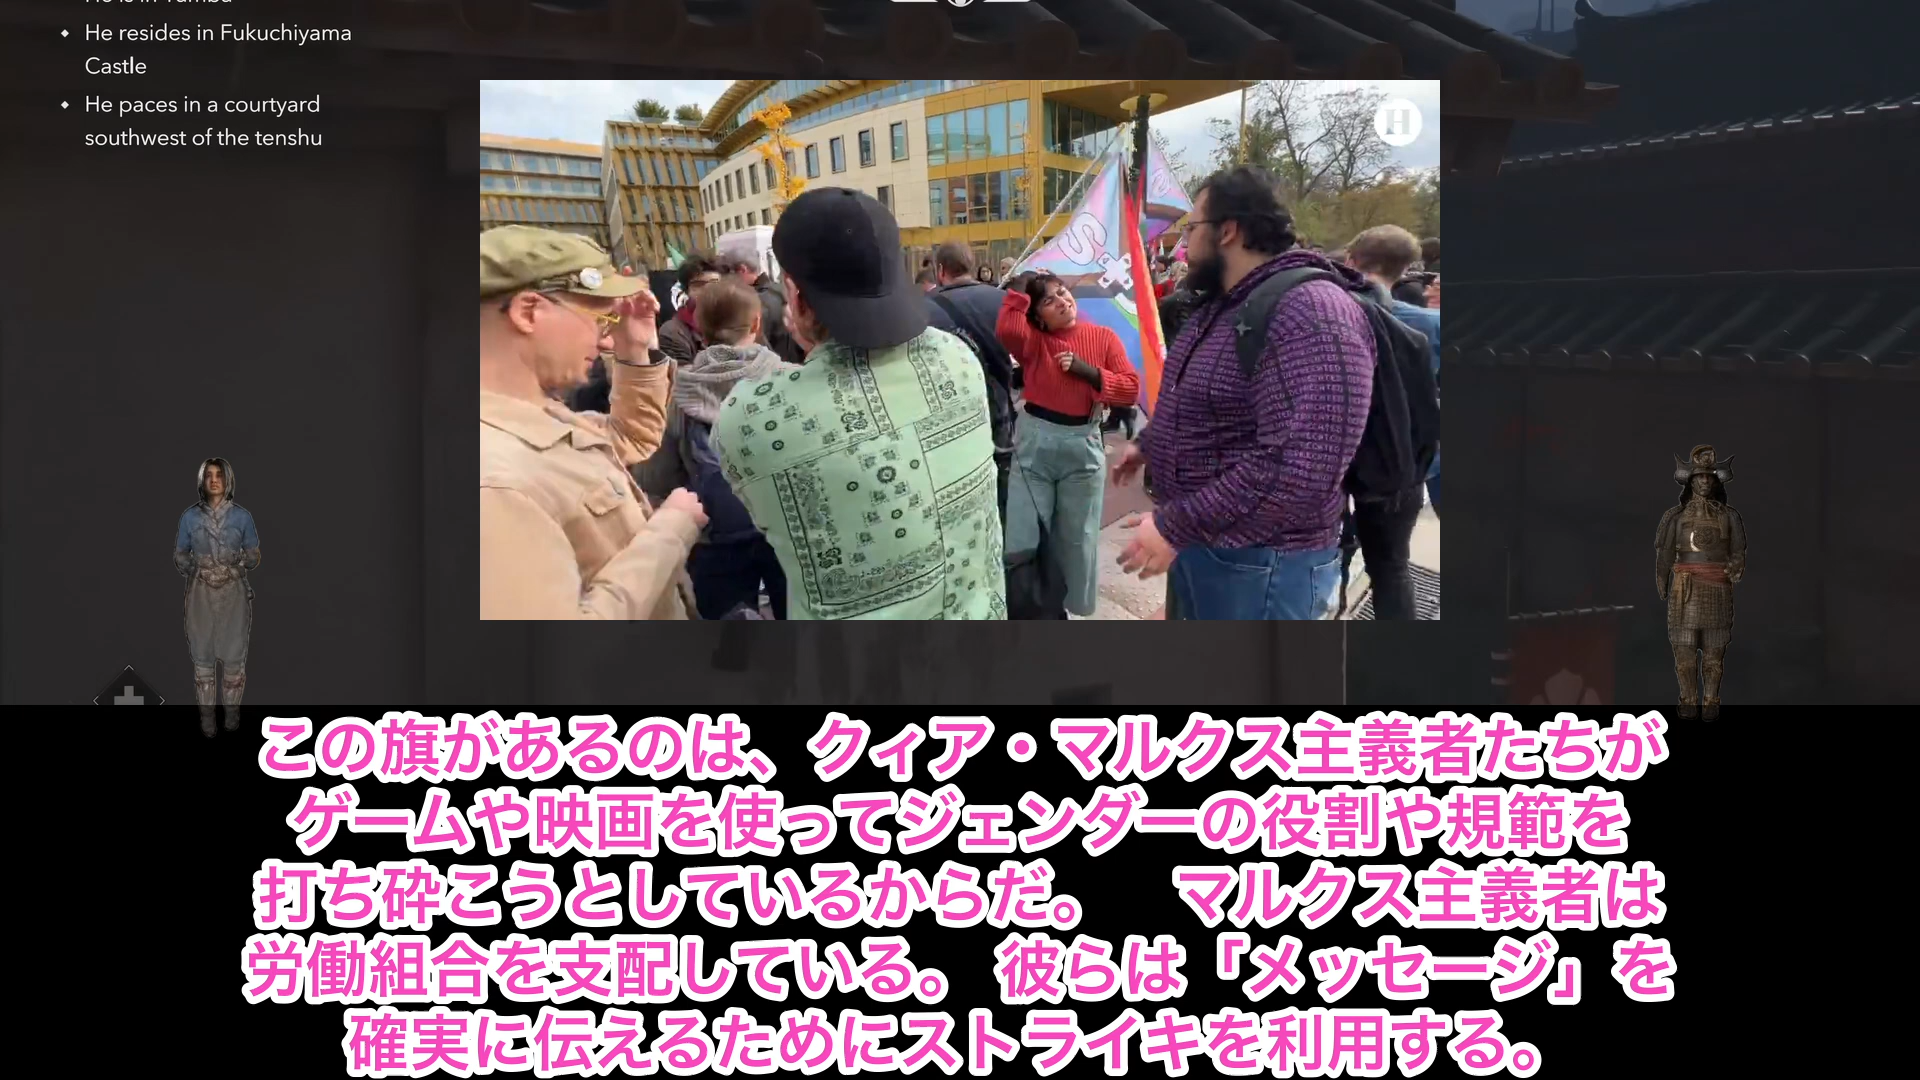 He is in Tamba
He resides in Fukuchiyama
Castle
He paces in a courtyard
southwest of the tenshu
H
この旗があるのは、クィア・マルクス主義者たちが
ゲームや映画を使ってジェンダーの役割や規範を
打ち砕こうとしているからだ。　マルクス主義者は
労働組合を支配している。 彼らは「メッセージ」を
確実に伝えるためにストライキを利用する。